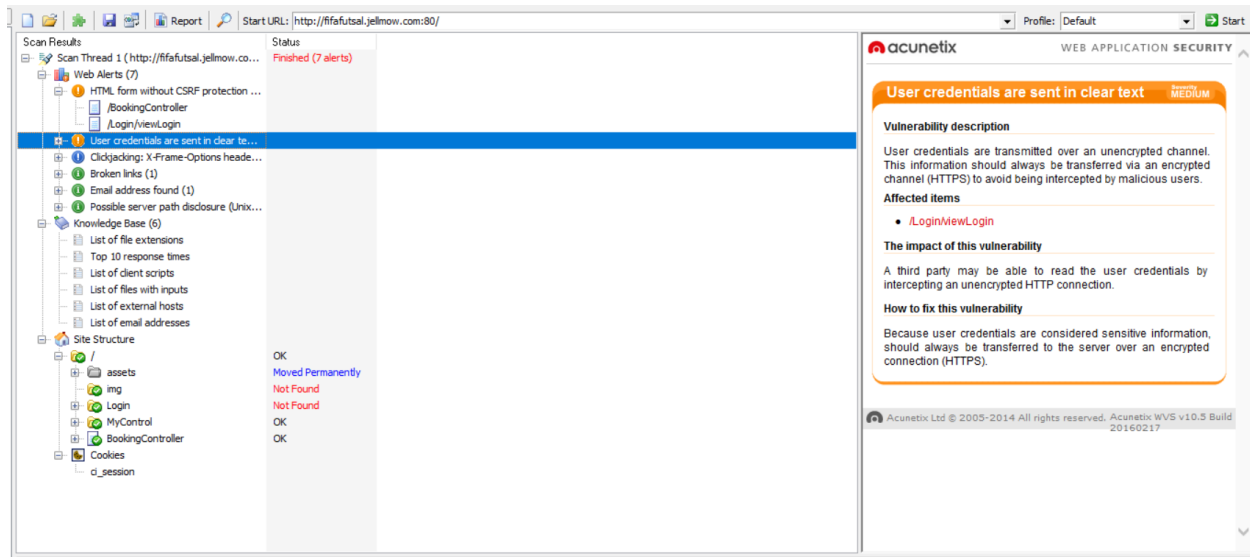 Report
Start URL: http://fifafutsal.jellmow.com:80/
Profile: Default
Start
Scan Results Status
Scan Thread 1 ( http://fifafutsal.jellmow.co... Finished (7 alerts)
Web Alerts (7)
HTML form without CSRF protection ...
/BookingController
/Login/viewLogin
User credentials are sent in clear te...
Clickjacking: X-Frame-Options heade...
Broken links (1)
Email address found (1)
Possible server path disclosure (Unix...
Knowledge Base (6)
List of file extensions
Top 10 response times
List of client scripts
List of files with inputs
List of external hosts
List of email addresses
Site Structure
/ OK
assets Moved Permanently
img Not Found
Login Not Found
MyControl OK
BookingController OK
Cookies
ci_session
acunetix WEB APPLICATION SECURITY
User credentials are sent in clear text Severity MEDIUM
Vulnerability description
User credentials are transmitted over an unencrypted channel.
This information should always be transferred via an encrypted
channel (HTTPS) to avoid being intercepted by malicious users.
Affected items
/Login/viewLogin
The impact of this vulnerability
A third party may be able to read the user credentials by
intercepting an unencrypted HTTP connection.
How to fix this vulnerability
Because user credentials are considered sensitive information,
should always be transferred to the server over an encrypted
connection (HTTPS).
Acunetix Ltd © 2005-2014 All rights reserved. Acunetix WVS v10.5 Build
20160217